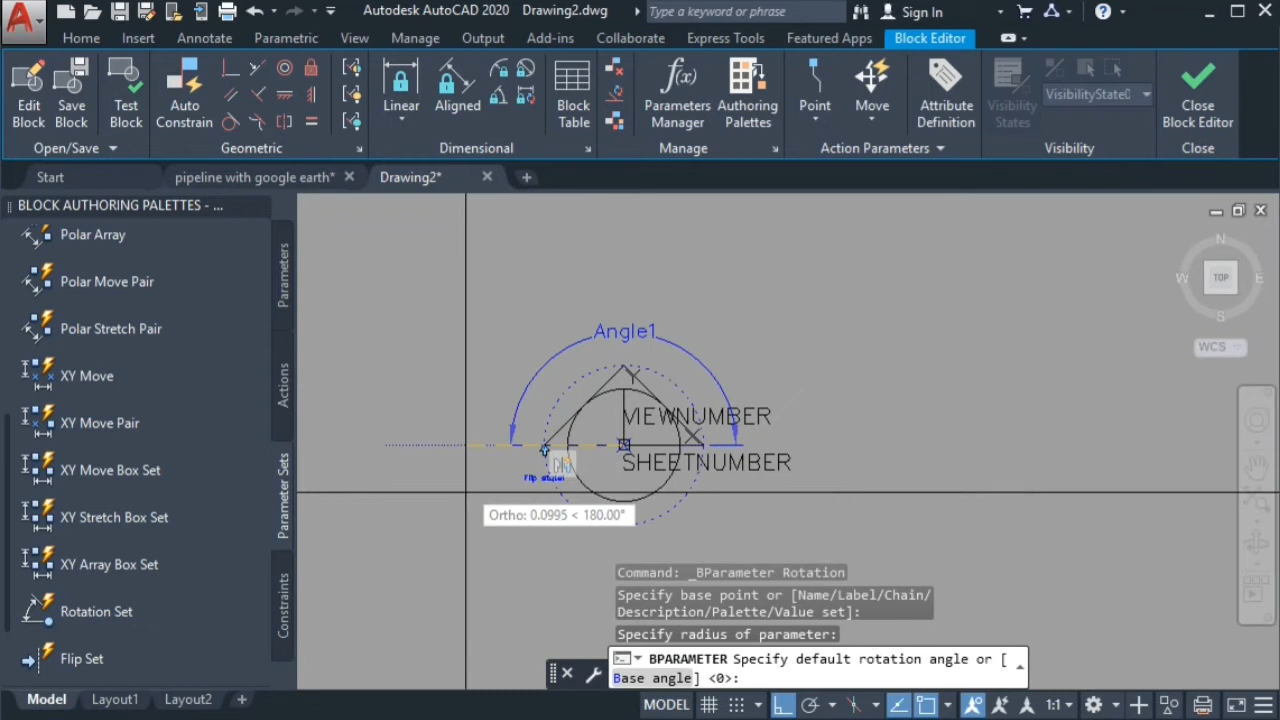 Autodesk AutoCAD 2020 Drawing2.dwg
Type a keyword or phrase
Sign In
Home Insert Annotate Parametric View Manage Output Add-ins Collaborate Express Tools Featured Apps Block Editor
Edit Block
Save Block
Test Block
Auto Constrain
Linear
Aligned
Block Table
Parameters Manager
Authoring Palettes
Point
Move
Attribute Definition
Visibility States
VisibilityState0
Close Block Editor
Open/Save
Geometric
Dimensional
Manage
Action Parameters
Visibility
Close
Start
pipeline with google earth*
Drawing2*
BLOCK AUTHORING PALETTES - ...
Polar Array
Polar Move Pair
Polar Stretch Pair
XY Move
XY Move Pair
XY Move Box Set
XY Stretch Box Set
XY Array Box Set
Rotation Set
Flip Set
Parameters
Actions
Parameter Sets
Constraints
N
W
TOP
E
S
WCS
Angle1
Y
VIEWNUMBER
X
SHEETNUMBER
Flip state1
Ortho: 0.0995 < 180.00°
Command: _BParameter Rotation
Specify base point or [Name/Label/Chain/
Description/Palette/Value set]:
Specify radius of parameter:
BPARAMETER Specify default rotation angle or [
Base angle] <0>:
Model Layout1 Layout2
MODEL
1:1